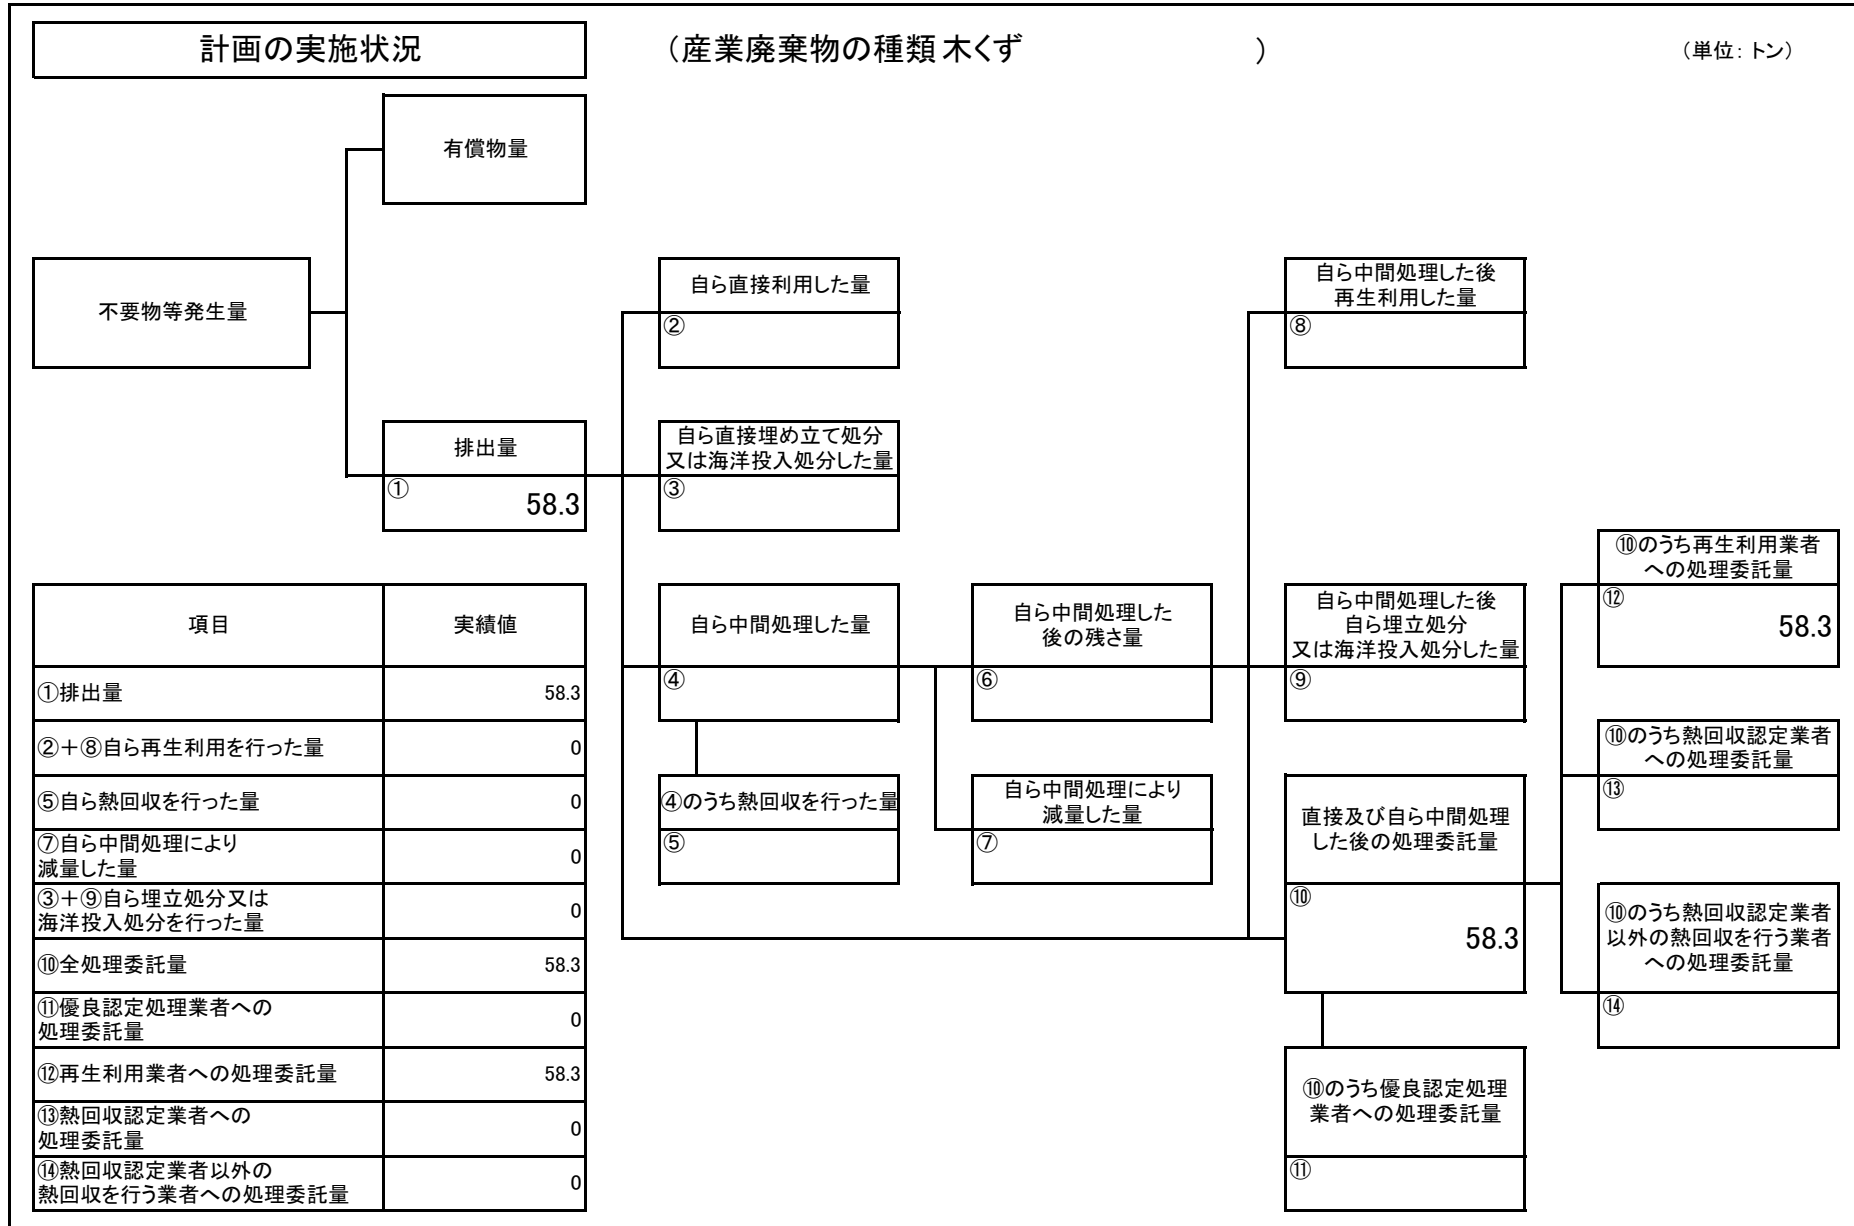 計画の実施状況
（産業廃棄物の種類 木くず ）
（単位：トン）
有償物量
不要物等発生量
自ら直接利用した量
②
自ら中間処理した後
再生利用した量
⑧
排出量
①
58.3
自ら直接埋め立て処分
又は海洋投入処分した量
③
⑩のうち再生利用業者
への処理委託量
⑫
58.3
自ら中間処理した量
④
自ら中間処理した
後の残さ量
⑥
自ら中間処理した後
自ら埋立処分
又は海洋投入処分した量
⑨
⑩のうち熱回収認定業者
への処理委託量
⑬
④のうち熱回収を行った量
⑤
自ら中間処理により
減量した量
⑦
直接及び自ら中間処理
した後の処理委託量
⑩
58.3
⑩のうち熱回収認定業者
以外の熱回収を行う業者
への処理委託量
⑭
⑩のうち優良認定処理
業者への処理委託量
⑪
項目 実績値
①排出量 58.3
②＋⑧自ら再生利用を行った量 0
⑤自ら熱回収を行った量 0
⑦自ら中間処理により
減量した量 0
③＋⑨自ら埋立処分又は
海洋投入処分を行った量 0
⑩全処理委託量 58.3
⑪優良認定処理業者への
処理委託量 0
⑫再生利用業者への処理委託量 58.3
⑬熱回収認定業者への
処理委託量 0
⑭熱回収認定業者以外の
熱回収を行う業者への処理委託量 0